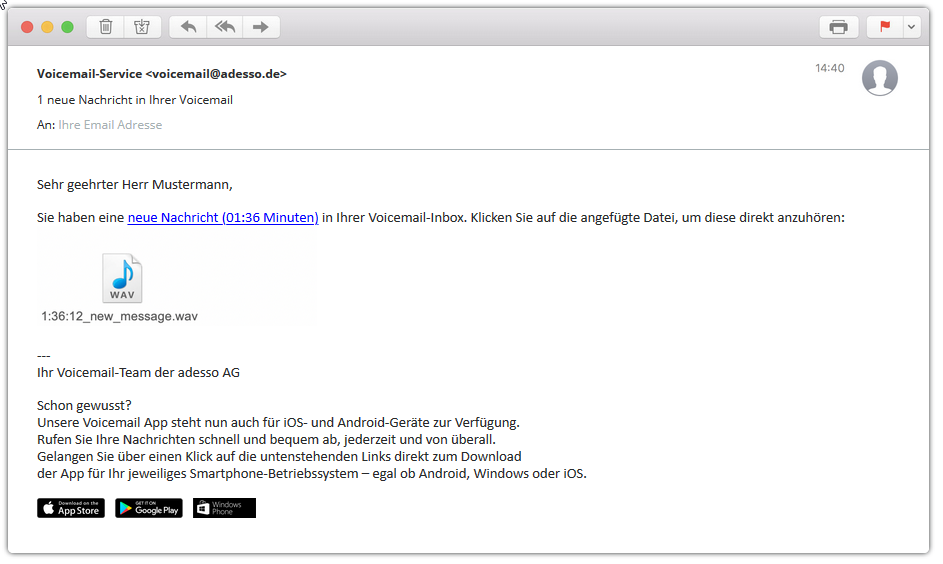 Voicemail-Service <voicemail@adesso.de>
14:40
1 neue Nachricht in Ihrer Voicemail
An: Ihre Email Adresse
Sehr geehrter Herr Mustermann,
Sie haben eine neue Nachricht (01:36 Minuten) in Ihrer Voicemail-Inbox. Klicken Sie auf die angefügte Datei, um diese direkt anzuhören:
WAV
1:36:12_new_message.wav
---
Ihr Voicemail-Team der adesso AG
Schon gewusst?
Unsere Voicemail App steht nun auch für iOS- und Android-Geräte zur Verfügung.
Rufen Sie Ihre Nachrichten schnell und bequem ab, jederzeit und von überall.
Gelangen Sie über einen Klick auf die untenstehenden Links direkt zum Download
der App für Ihr jeweiliges Smartphone-Betriebssystem – egal ob Android, Windows oder iOS.
Download on the
App Store
GET IT ON
Google Play
Windows
Phone